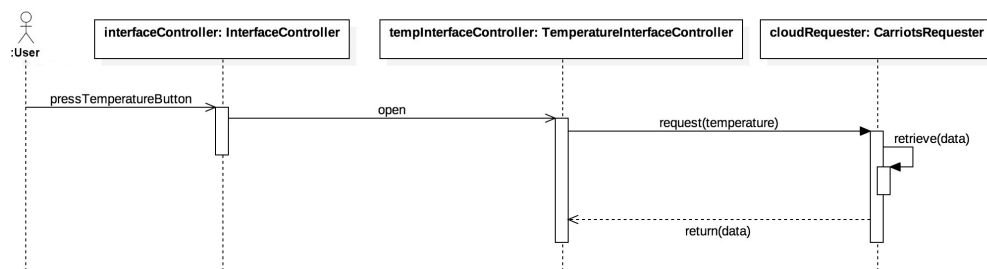 :User
interfaceController: InterfaceController
tempInterfaceController: TemperatureInterfaceController
cloudRequester: CarriotsRequester
pressTemperatureButton
open
request(temperature)
retrieve(data)
return(data)